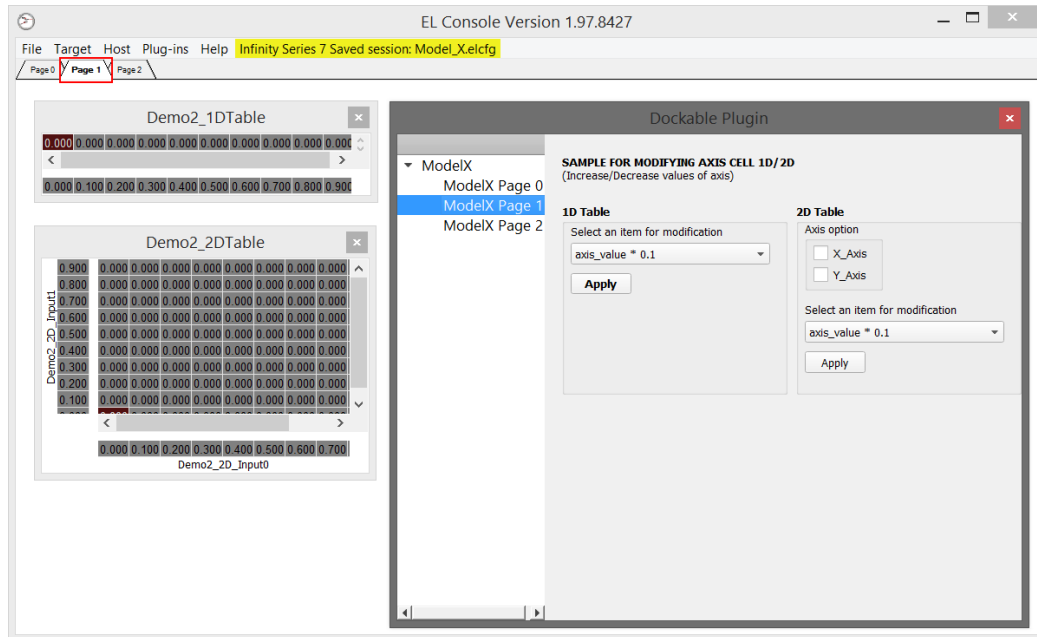 EL Console Version 1.97.8427
File Target Host Plug-ins Help Infinity Series 7 Saved session: Model_X.elcfg
Page 0 Page 1 Page 2
Demo2_1DTable
0.000 0.000 0.000 0.000 0.000 0.000 0.000 0.000 0.000 0.000
0.000 0.100 0.200 0.300 0.400 0.500 0.600 0.700 0.800 0.900
Demo2_2DTable
Demo2_2D_Input1
0.900 0.000 0.000 0.000 0.000 0.000 0.000 0.000 0.000
0.800 0.000 0.000 0.000 0.000 0.000 0.000 0.000 0.000
0.700 0.000 0.000 0.000 0.000 0.000 0.000 0.000 0.000
0.600 0.000 0.000 0.000 0.000 0.000 0.000 0.000 0.000
0.500 0.000 0.000 0.000 0.000 0.000 0.000 0.000 0.000
0.400 0.000 0.000 0.000 0.000 0.000 0.000 0.000 0.000
0.300 0.000 0.000 0.000 0.000 0.000 0.000 0.000 0.000
0.200 0.000 0.000 0.000 0.000 0.000 0.000 0.000 0.000
0.100 0.000 0.000 0.000 0.000 0.000 0.000 0.000 0.000
0.000 0.100 0.200 0.300 0.400 0.500 0.600 0.700
Demo2_2D_Input0
Dockable Plugin
ModelX
ModelX Page 0
ModelX Page 1
ModelX Page 2
SAMPLE FOR MODIFYING AXIS CELL 1D/2D
(Increase/Decrease values of axis)
1D Table
Select an item for modification
axis_value * 0.1
Apply
2D Table
Axis option
X_Axis
Y_Axis
Select an item for modification
axis_value * 0.1
Apply